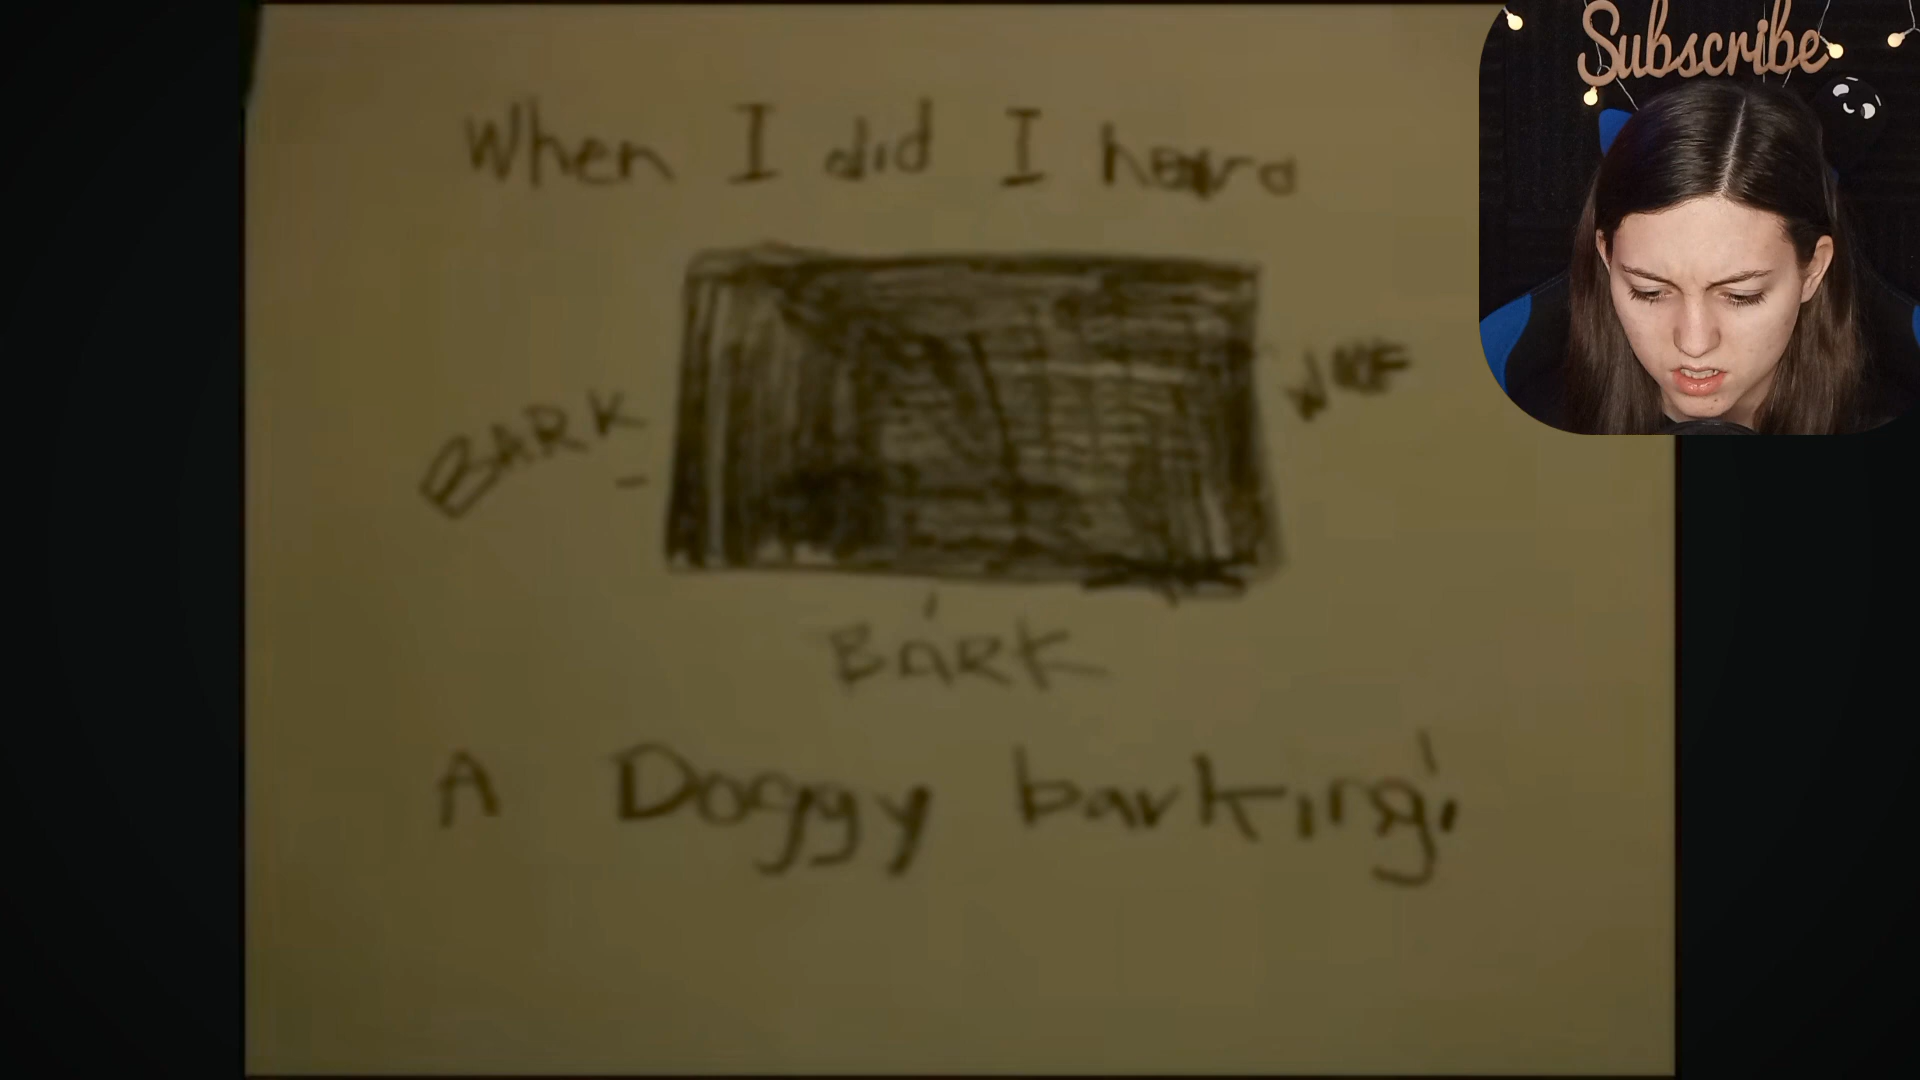 Subscribe
When I did I heard
BARK
WOOF
BARK
A Doggy barking!